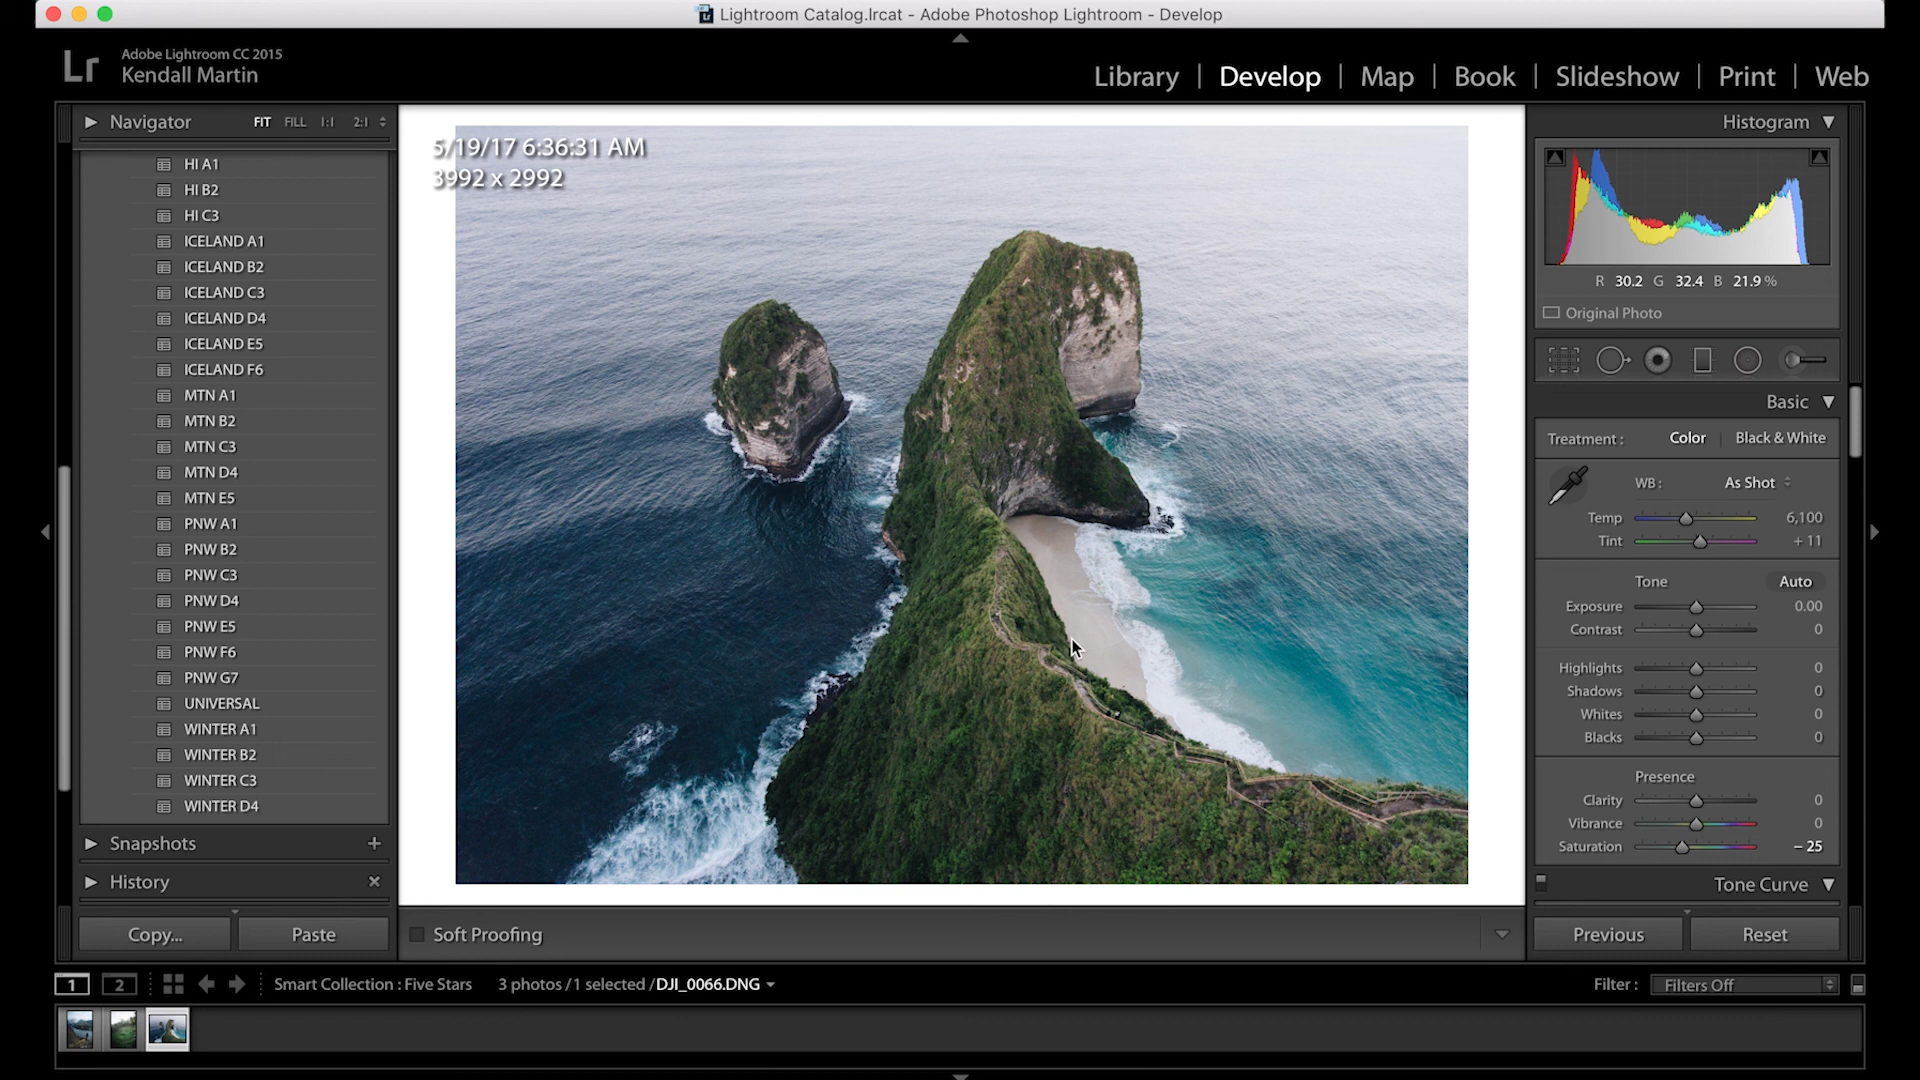 Lightroom Catalog.lrcat - Adobe Photoshop Lightroom - Develop
Lr
Adobe Lightroom CC 2015
Kendall Martin
Library | Develop | Map | Book | Slideshow | Print | Web
Navigator FIT FILL 1:1 2:1
HI A1
HI B2
HI C3
ICELAND A1
ICELAND B2
ICELAND C3
ICELAND D4
ICELAND E5
ICELAND F6
MTN A1
MTN B2
MTN C3
MTN D4
MTN E5
PNW A1
PNW B2
PNW C3
PNW D4
PNW E5
PNW F6
PNW G7
UNIVERSAL
WINTER A1
WINTER B2
WINTER C3
WINTER D4
Snapshots +
History ×
Copy... Paste
5/19/17 6:36:31 AM
3992 x 2992
Soft Proofing
Histogram
R 30.2 G 32.4 B 21.9 %
Original Photo
Basic
Treatment : Color | Black & White
WB : As Shot
Temp 6,100
Tint + 11
Tone Auto
Exposure 0.00
Contrast 0
Highlights 0
Shadows 0
Whites 0
Blacks 0
Presence
Clarity 0
Vibrance 0
Saturation – 25
Tone Curve
Previous Reset
1 2 Smart Collection : Five Stars 3 photos / 1 selected / DJI_0066.DNG
Filter : Filters Off